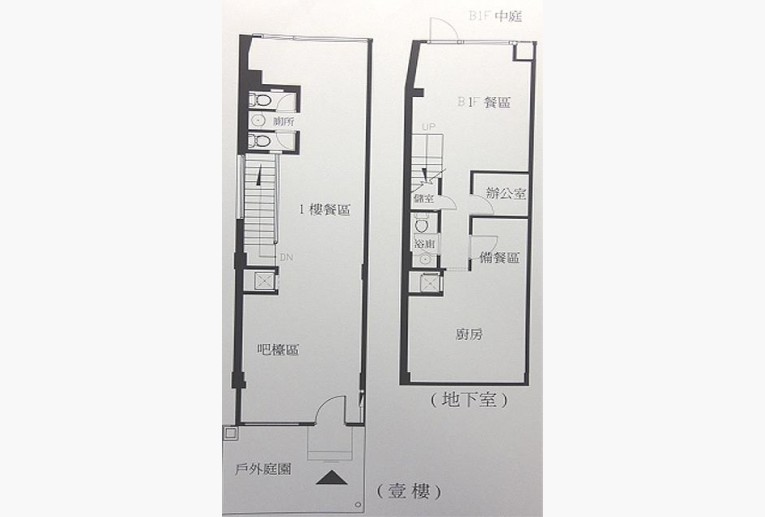 廁所
1樓餐區
DN
吧檯區
戶外庭園
(壹樓)
B1F 中庭
B1F 餐區
UP
儲室
辦公室
浴廁
備餐區
廚房
(地下室)